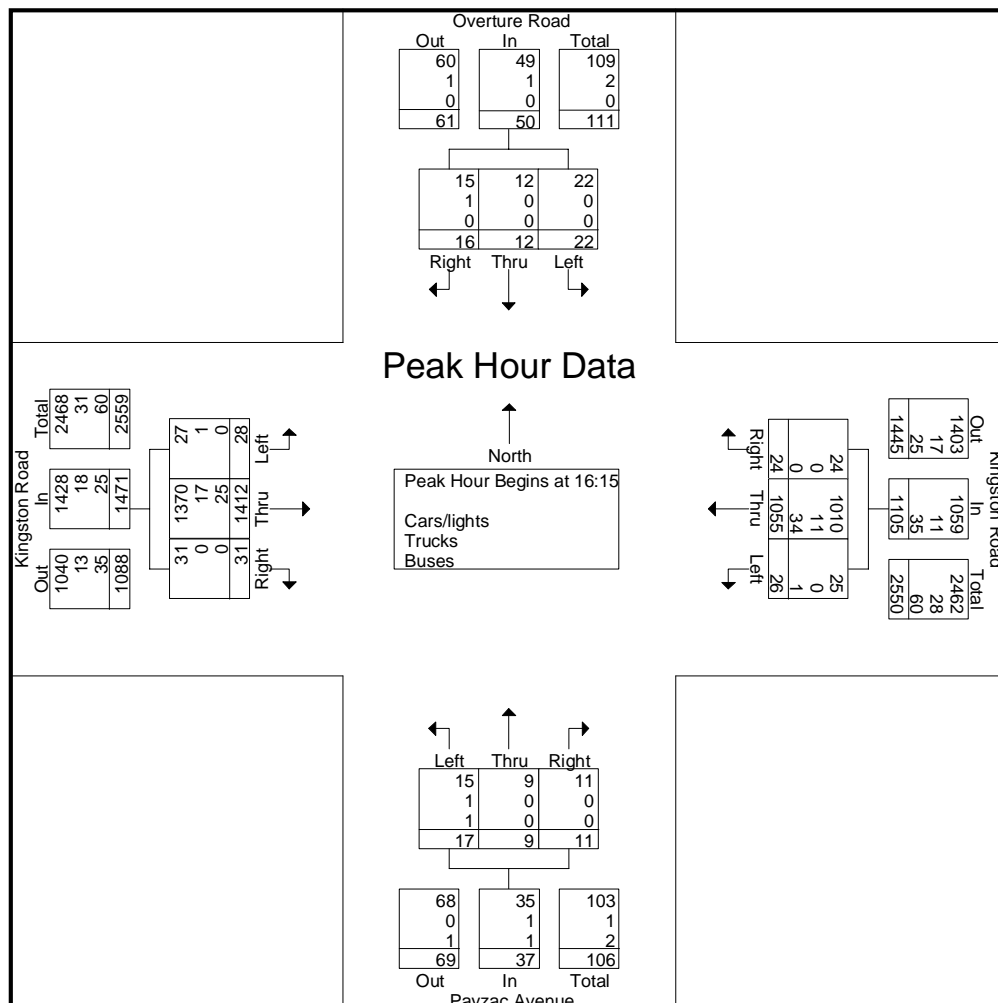 Overture Road
Out In Total
60 49 109
1 1 2
0 0 0
61 50 111
15 12 22
1 0 0
0 0 0
16 12 22
Right Thru Left
Peak Hour Data
North
Peak Hour Begins at 16:15
Cars/lights
Trucks
Buses
Kingston Road
Out In Total
1040 1428 2468
13 18 31
35 25 60
1088 1471 2559
31 1370 27
0 17 1
0 25 0
31 1412 28
Right Thru Left
Kingston Road
Out In Total
1403 1059 2462
17 11 28
25 35 60
1445 1105 2550
24 1010 25
0 11 0
0 34 1
24 1055 26
Right Thru Left
Left Thru Right
15 9 11
1 0 0
1 0 0
17 9 11
68 35 103
0 1 1
1 1 2
69 37 106
Out In Total
Payzac Avenue